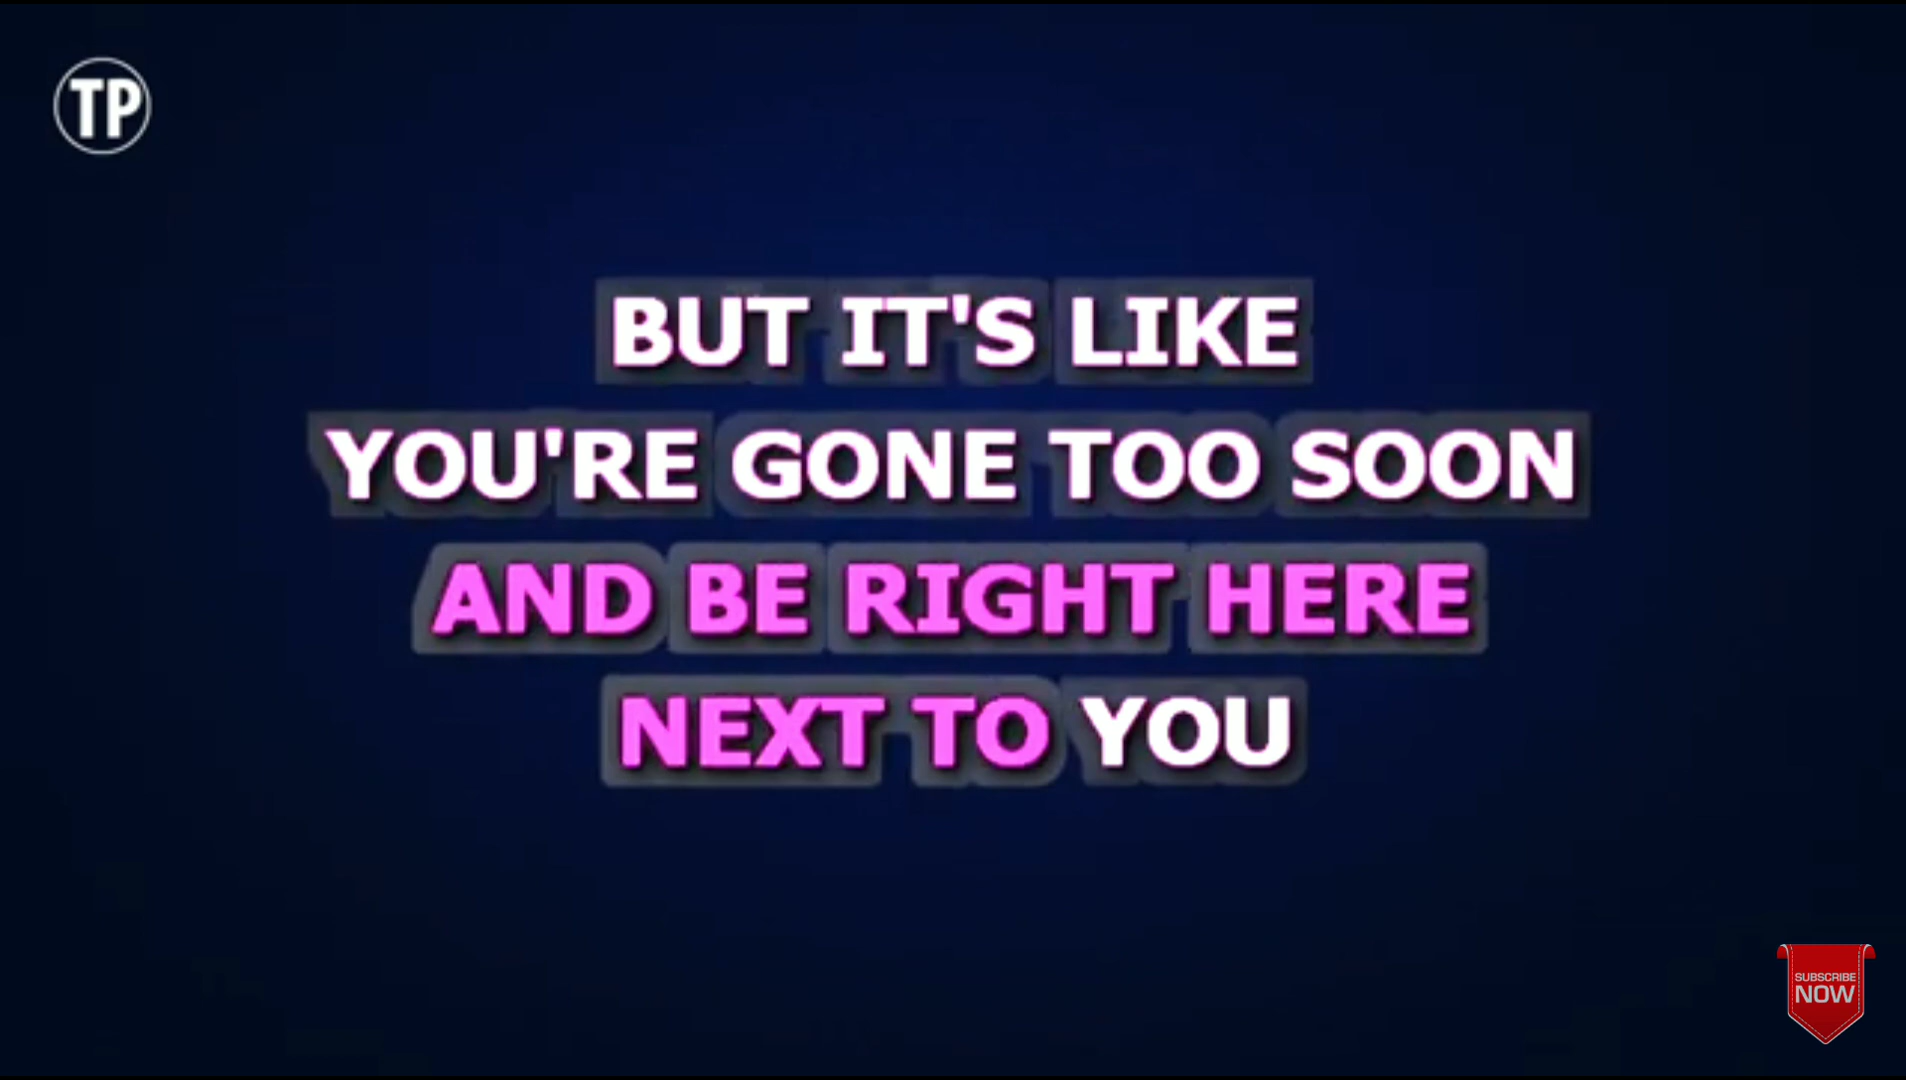 TP
BUT IT'S LIKE
YOU'RE GONE TOO SOON
AND BE RIGHT HERE
NEXT TO YOU
SUBSCRIBE
NOW